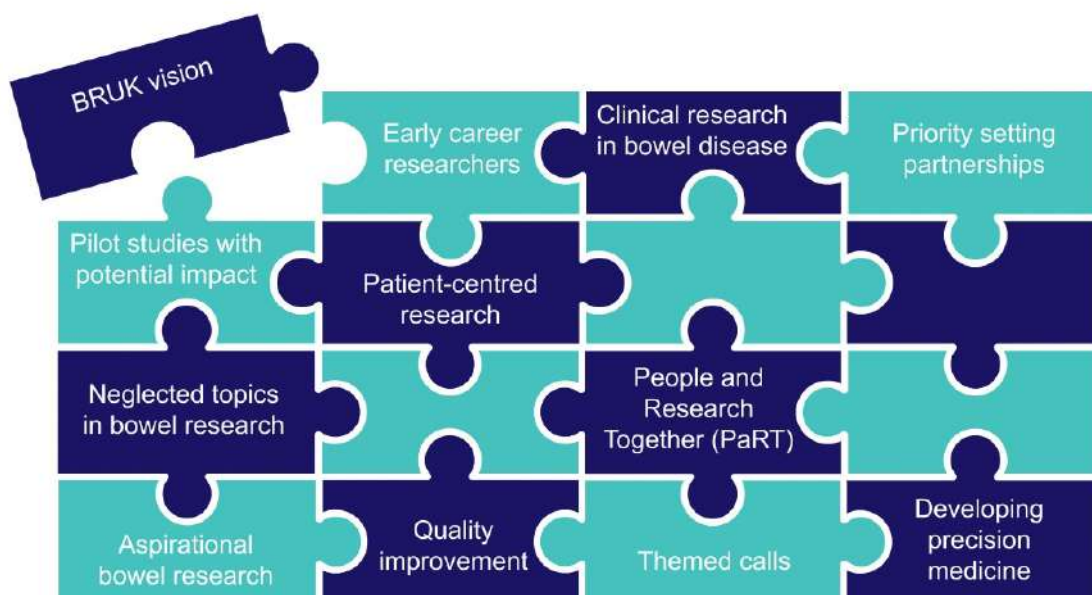 BRUK vision
Early career
researchers
Clinical research
in bowel disease
Priority setting
partnerships
Pilot studies with
potential impact
Patient-centred
research
Neglected topics
in bowel research
People and
Research
Together (PaRT)
Aspirational
bowel research
Quality
improvement
Themed calls
Developing
precision
medicine